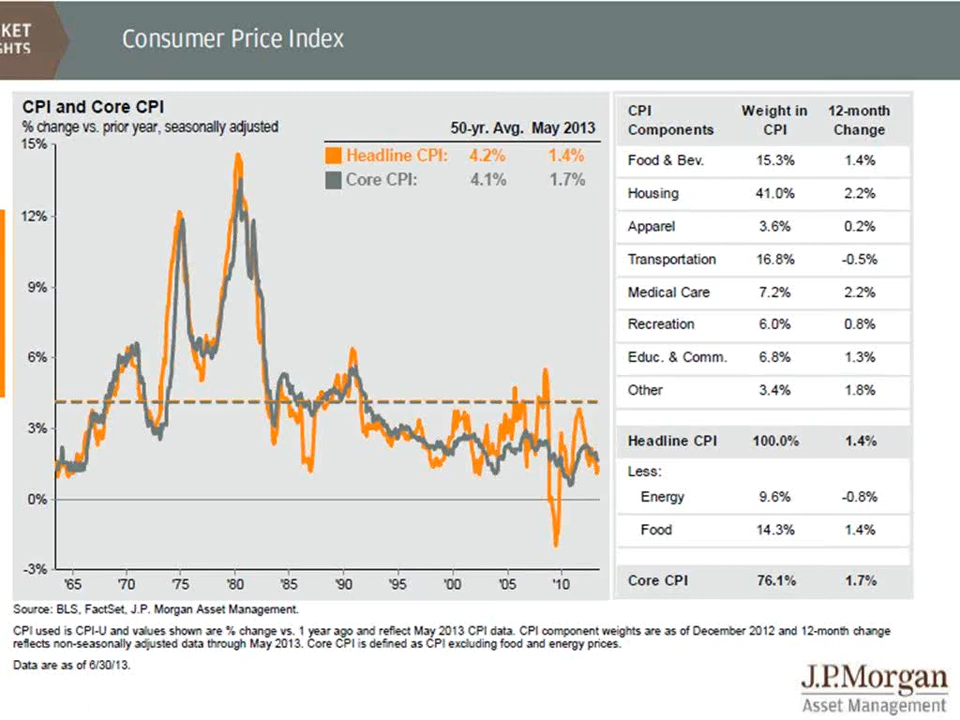 KET
GHTS
Consumer Price Index
CPI and Core CPI
% change vs. prior year, seasonally adjusted
50-yr. Avg. May 2013
Headline CPI: 4.2% 1.4%
Core CPI: 4.1% 1.7%
15%
12%
9%
6%
3%
0%
-3%
'65 '70 '75 '80 '85 '90 '95 '00 '05 '10
CPI Weight in 12-month
Components CPI Change
Food & Bev. 15.3% 1.4%
Housing 41.0% 2.2%
Apparel 3.6% 0.2%
Transportation 16.8% -0.5%
Medical Care 7.2% 2.2%
Recreation 6.0% 0.8%
Educ. & Comm. 6.8% 1.3%
Other 3.4% 1.8%
Headline CPI 100.0% 1.4%
Less:
Energy 9.6% -0.8%
Food 14.3% 1.4%
Core CPI 76.1% 1.7%
Source: BLS, FactSet, J.P. Morgan Asset Management.
CPI used is CPI-U and values shown are % change vs. 1 year ago and reflect May 2013 CPI data. CPI component weights are as of December 2012 and 12-month change
reflects non-seasonally adjusted data through May 2013. Core CPI is defined as CPI excluding food and energy prices.
Data are as of 6/30/13.
J.P.Morgan
Asset Management